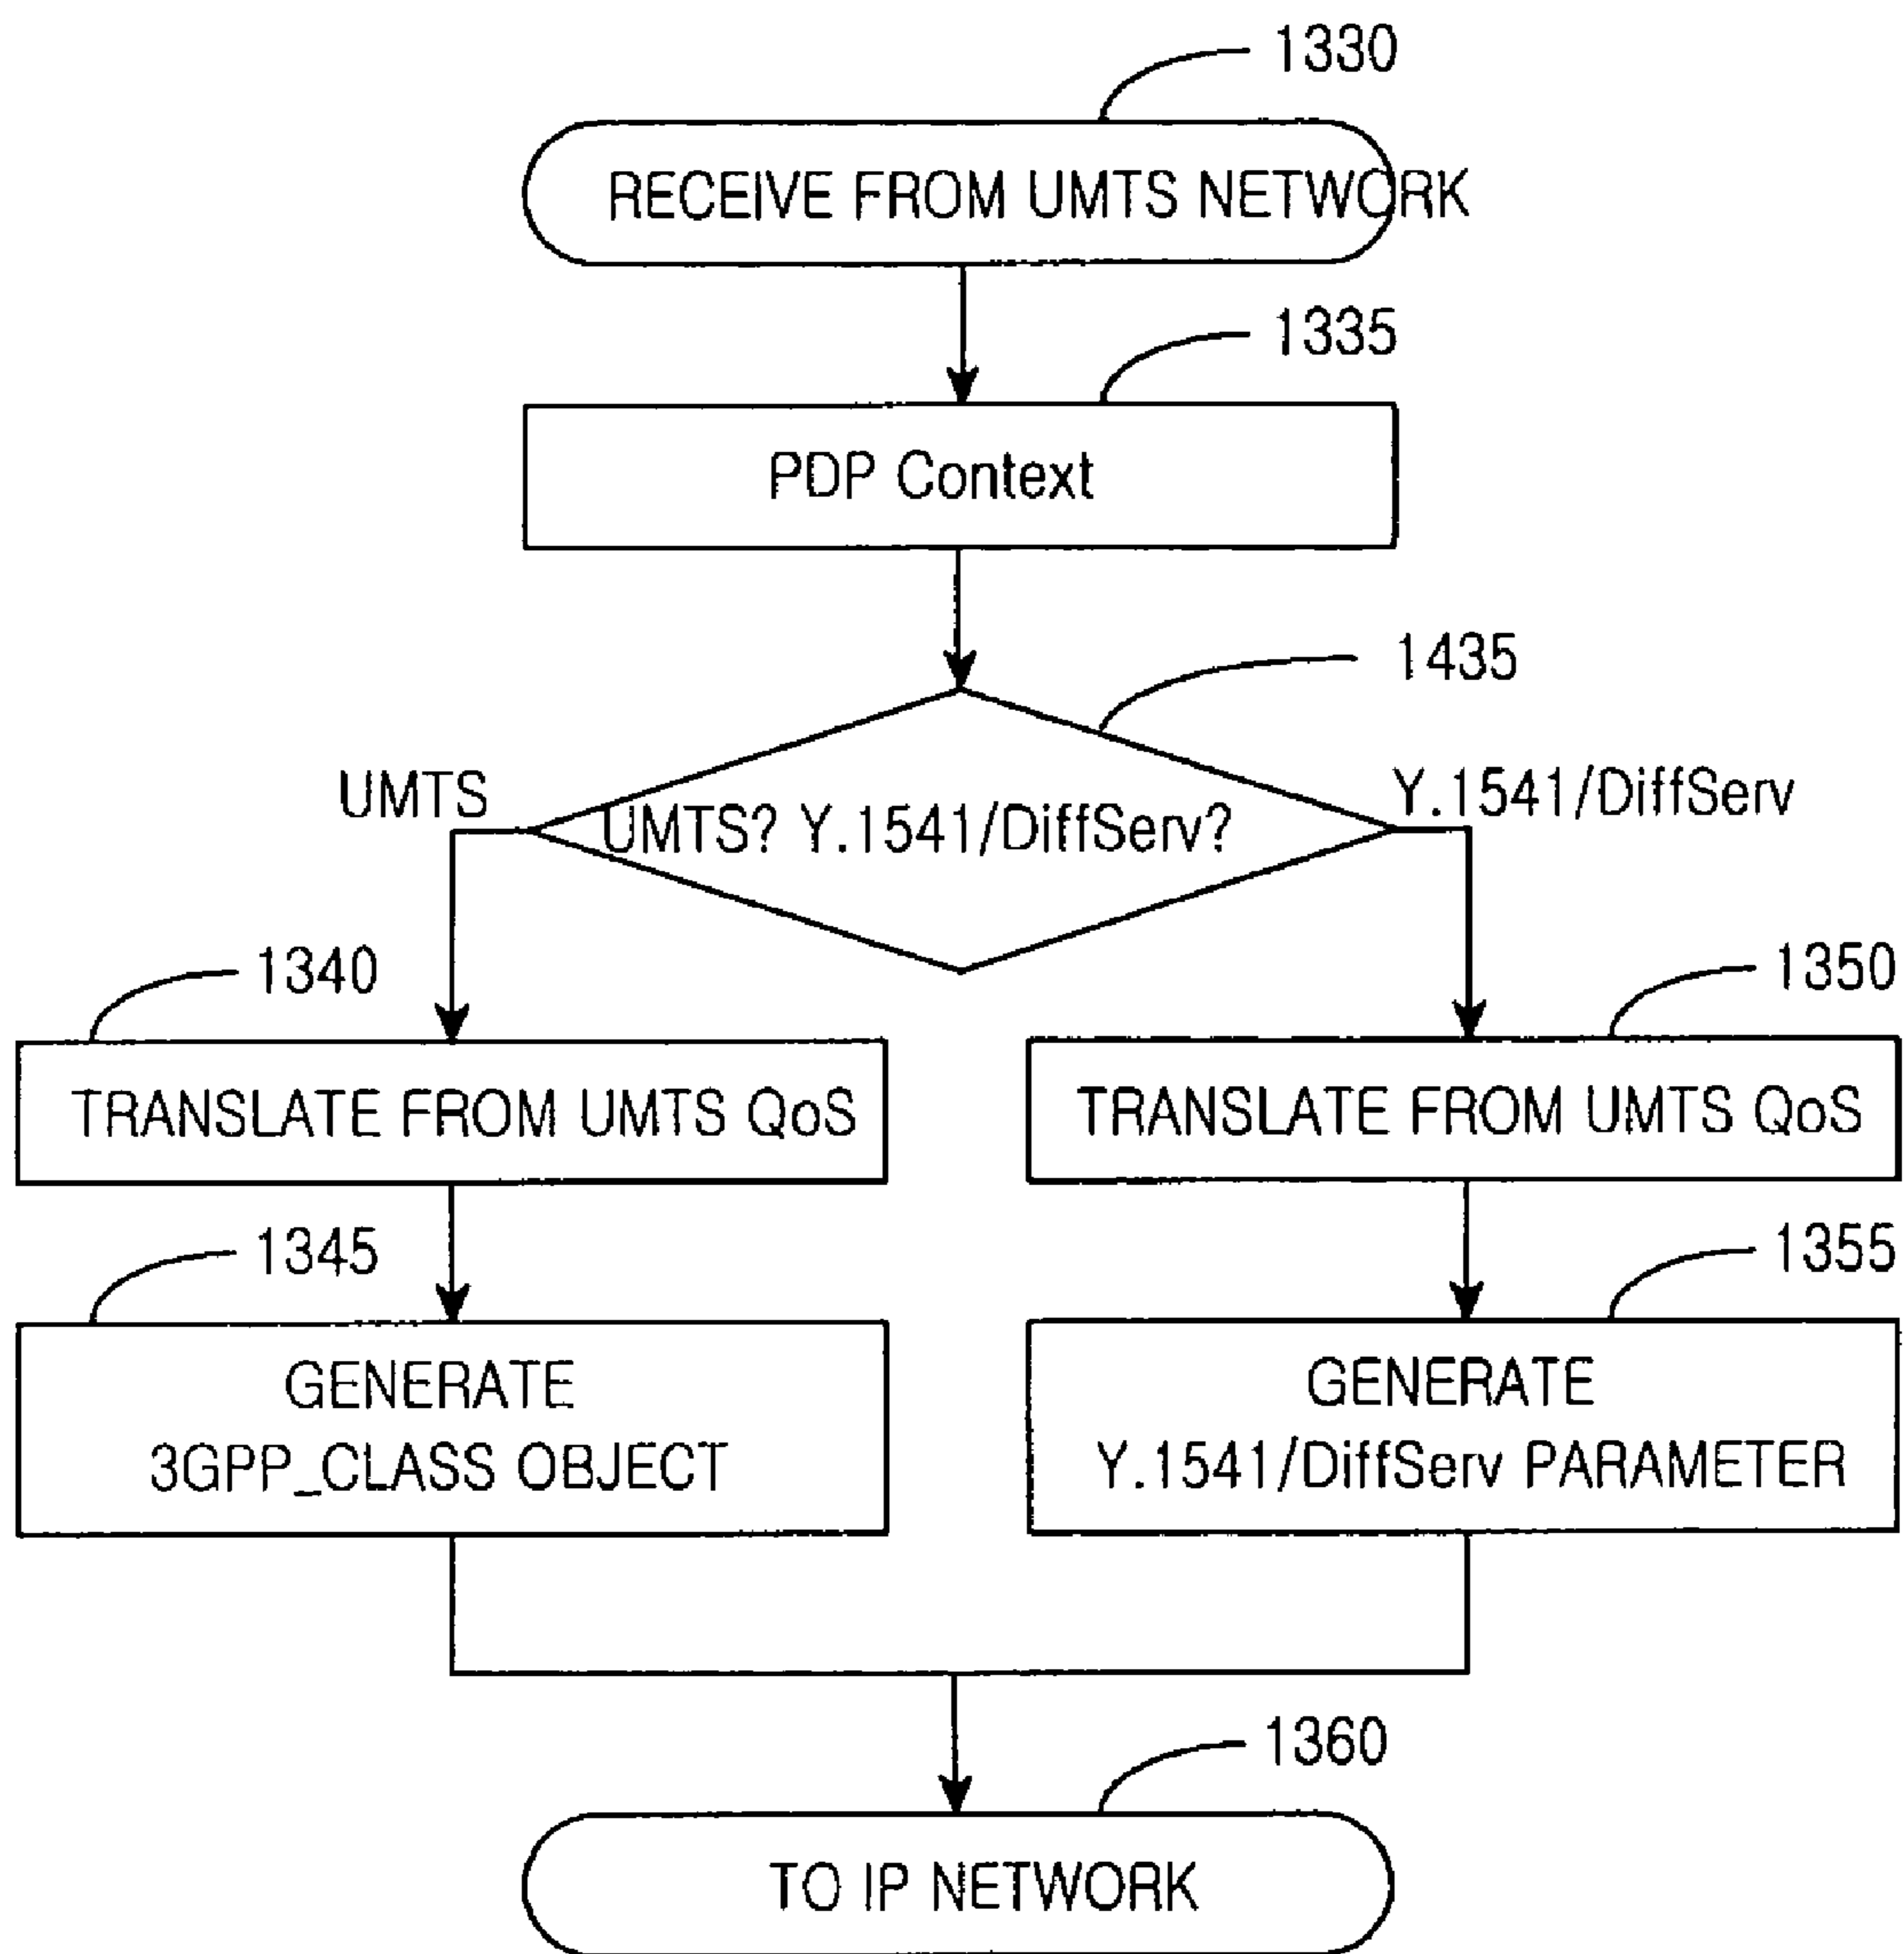 1330
RECEIVE FROM UMTS NETWORK
1335
PDP Context
1435
UMTS
UMTS? Y.1541/DiffServ?
Y.1541/DiffServ
1340
TRANSLATE FROM UMTS QoS
1350
TRANSLATE FROM UMTS QoS
1345
GENERATE
3GPP_CLASS OBJECT
1355
GENERATE
Y.1541/DiffServ PARAMETER
1360
TO IP NETWORK